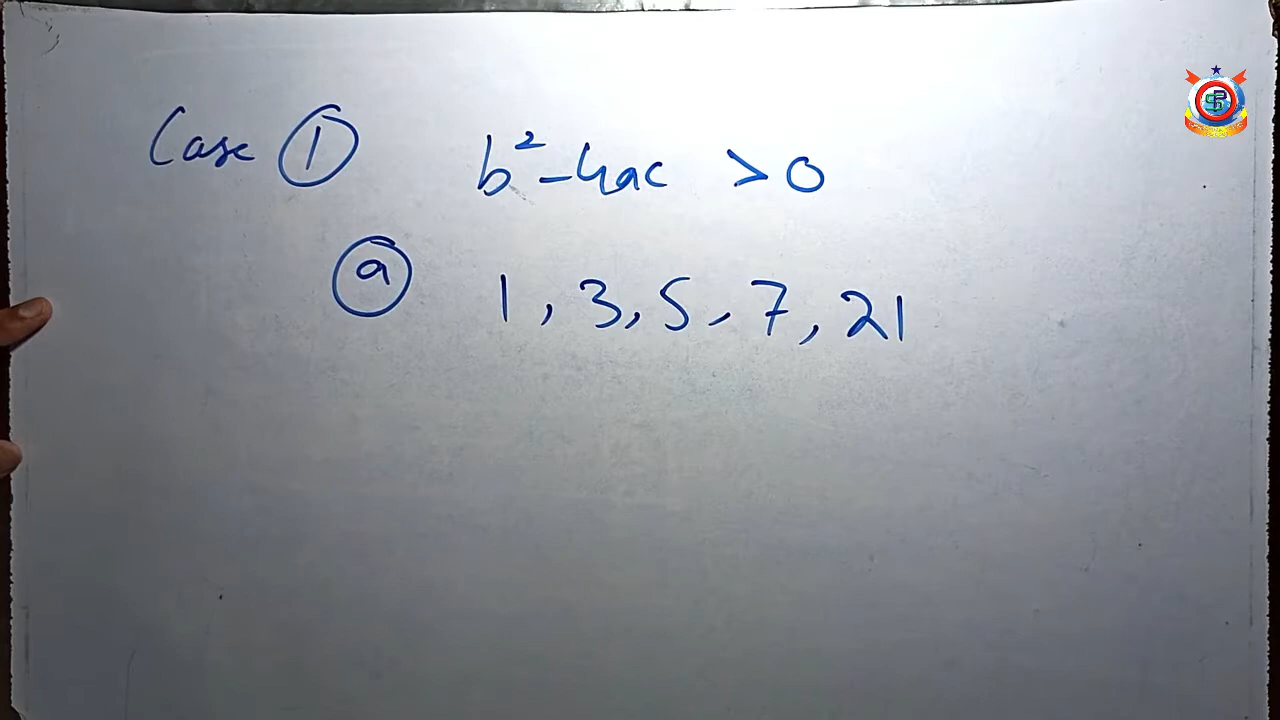 Case ① b² - 4ac > 0
ⓐ 1, 3, 5, 7, 21